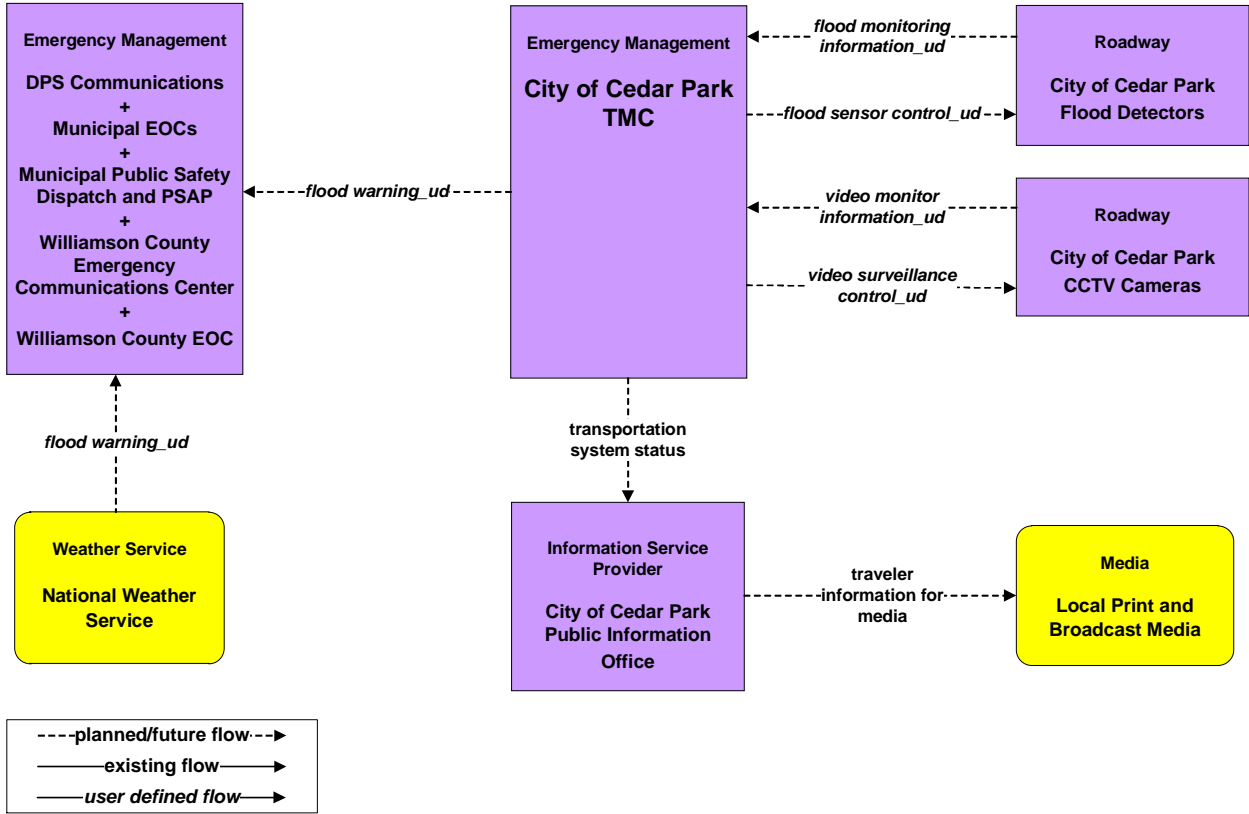 Emergency Management
DPS Communications
+
Municipal EOCs
+
Municipal Public Safety
Dispatch and PSAP
+
Williamson County
Emergency
Communications Center
+
Williamson County EOC
flood warning_ud
Emergency Management
City of Cedar Park
TMC
flood monitoring
information_ud
flood sensor control_ud
video monitor
information_ud
video surveillance
control_ud
Roadway
City of Cedar Park
Flood Detectors
Roadway
City of Cedar Park
CCTV Cameras
flood warning_ud
transportation
system status
Weather Service
National Weather
Service
Information Service
Provider
City of Cedar Park
Public Information
Office
traveler
information for
media
Media
Local Print and
Broadcast Media
planned/future flow
existing flow
user defined flow